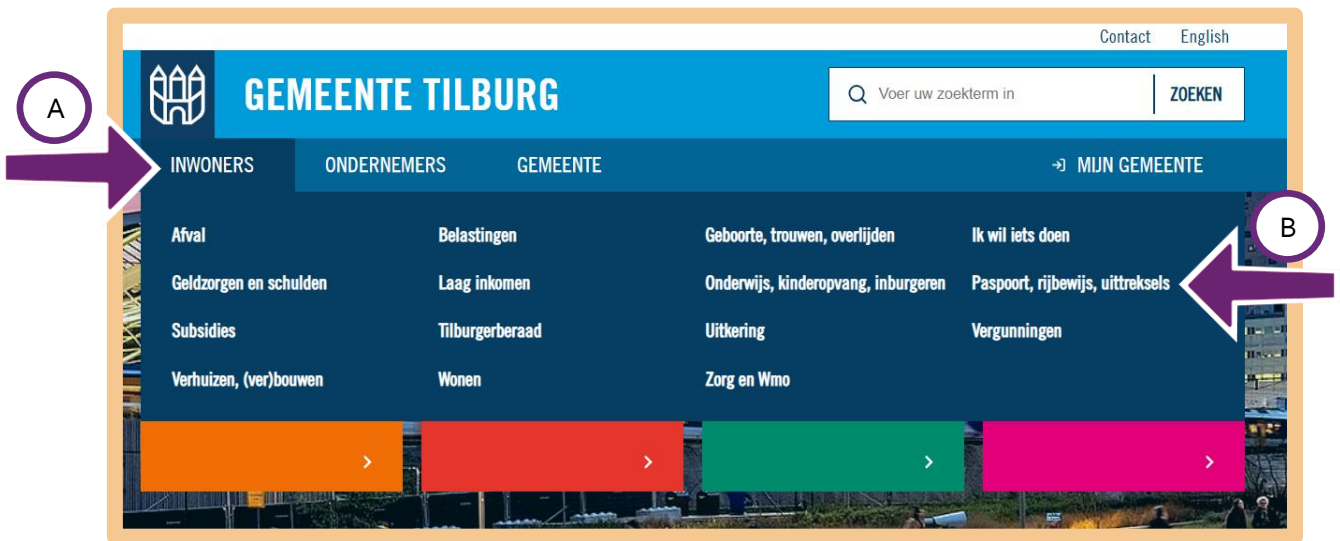 Contact English
GEMEENTE TILBURG
Voer uw zoekterm in ZOEKEN
A
INWONERS ONDERNEMERS GEMEENTE MIJN GEMEENTE
B
Afval Belastingen Geboorte, trouwen, overlijden Ik wil iets doen
Geldzorgen en schulden Laag inkomen Onderwijs, kinderopvang, inburgeren Paspoort, rijbewijs, uittreksels
Subsidies Tilburgerberaad Uitkering Vergunningen
Verhuizen, (ver)bouwen Wonen Zorg en Wmo